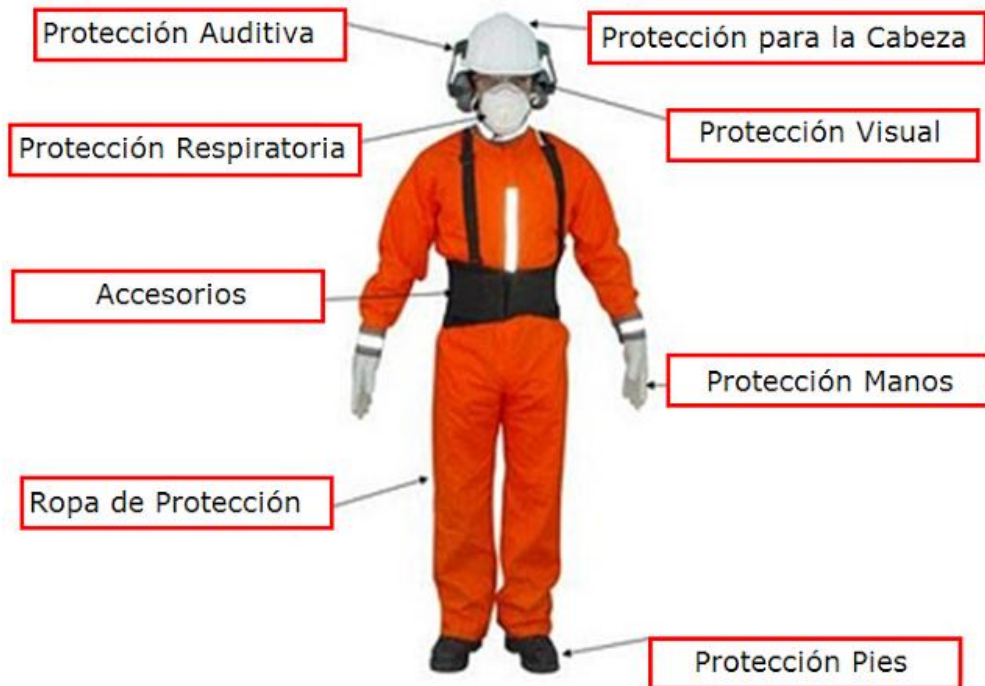 Protección Auditiva
Protección para la Cabeza
Protección Visual
Protección Respiratoria
Accesorios
Protección Manos
Ropa de Protección
Protección Pies